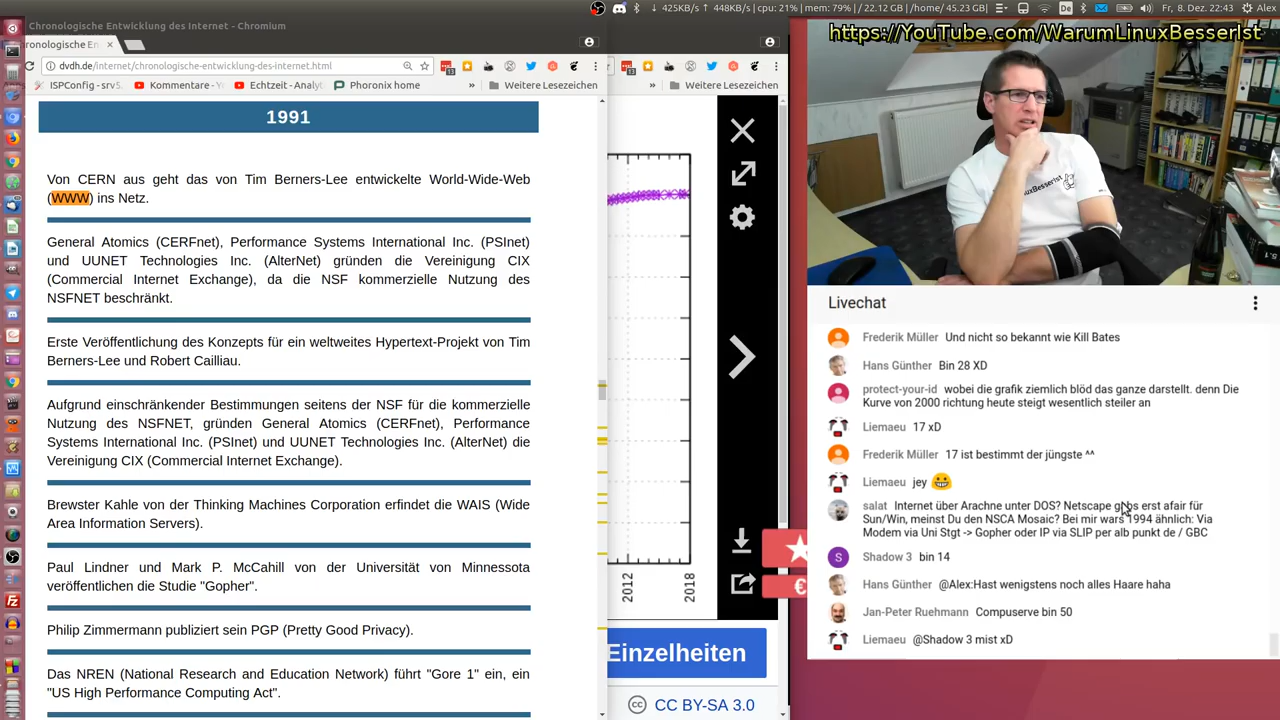 Chronologische Entwicklung des Internet - Chromium
425KB/s 448KB/s cpu: 21% mem: 79% / 22.12 GB /home/45.23 GB
De
Fr, 8. Dez, 22:43 Alex
https://YouTube.com/WarumLinuxBesserIst
ronologische En
dvdh.de/internet/chronologische-entwicklung-des-internet.html
ISPConfig - srv5. Kommentare - Y Echtzeit - Analyt Phoronix home » Weitere Lesezeichen
» Weitere Lesezeichen
1991
Von CERN aus geht das von Tim Berners-Lee entwickelte World-Wide-Web
(WWW) ins Netz.
General Atomics (CERFnet), Performance Systems International Inc. (PSInet)
und UUNET Technologies Inc. (AlterNet) gründen die Vereinigung CIX
(Commercial Internet Exchange), da die NSF kommerzielle Nutzung des
NSFNET beschränkt.
Erste Veröffentlichung des Konzepts für ein weltweites Hypertext-Projekt von Tim
Berners-Lee und Robert Cailliau.
Aufgrund einschränkender Bestimmungen seitens der NSF für die kommerzielle
Nutzung des NSFNET, gründen General Atomics (CERFnet), Performance
Systems International Inc. (PSInet) und UUNET Technologies Inc. (AlterNet) die
Vereinigung CIX (Commercial Internet Exchange).
Brewster Kahle von der Thinking Machines Corporation erfindet die WAIS (Wide
Area Information Servers).
Paul Lindner und Mark P. McCahill von der Universität von Minnesota
veröffentlichen die Studie "Gopher".
Philip Zimmermann publiziert sein PGP (Pretty Good Privacy).
Das NREN (National Research and Education Network) führt "Gore 1" ein, ein
"US High Performance Computing Act".
2012
2018
Einzelheiten
CC BY-SA 3.0
Livechat
Frederik Müller Und nicht so bekannt wie Kill Bates
Hans Günther Bin 28 XD
protect-your-id wobei die grafik ziemlich blöd das ganze darstellt. denn Die
Kurve von 2000 richtung heute steigt wesentlich steiler an
Liemaeu 17 xD
Frederik Müller 17 ist bestimmt der jüngste ^^
Liemaeu jey
salat Internet über Arachne unter DOS? Netscape gabs erst afair für
Sun/Win, meinst Du den NSCA Mosaic? Bei mir wars 1994 ähnlich: Via
Modem via Uni Stgt -> Gopher oder IP via SLIP per alb punkt de / GBC
S Shadow 3 bin 14
Hans Günther @Alex:Hast wenigstens noch alles Haare haha
Jan-Peter Ruehmann Compuserve bin 50
Liemaeu @Shadow 3 mist xD